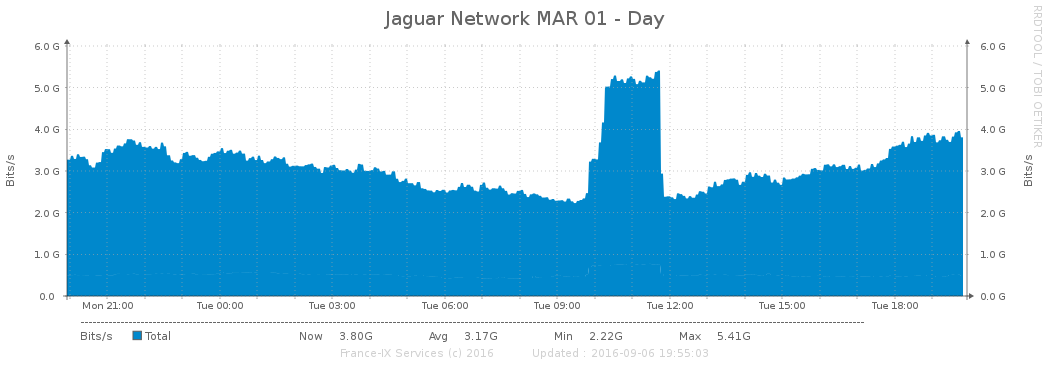 Jaguar Network MAR 01 - Day
RRDTOOL / TOBI OETIKER
Bits/s
Bits/s
6.0 G 6.0 G
5.0 G 5.0 G
4.0 G 4.0 G
3.0 G 3.0 G
2.0 G 2.0 G
1.0 G 1.0 G
0.0 0.0 G
Mon 21:00 Tue 00:00 Tue 03:00 Tue 06:00 Tue 09:00 Tue 12:00 Tue 15:00 Tue 18:00
Bits/s Total Now 3.80G Avg 3.17G Min 2.22G Max 5.41G
France-IX Services (c) 2016 Updated : 2016-09-06 19:55:03